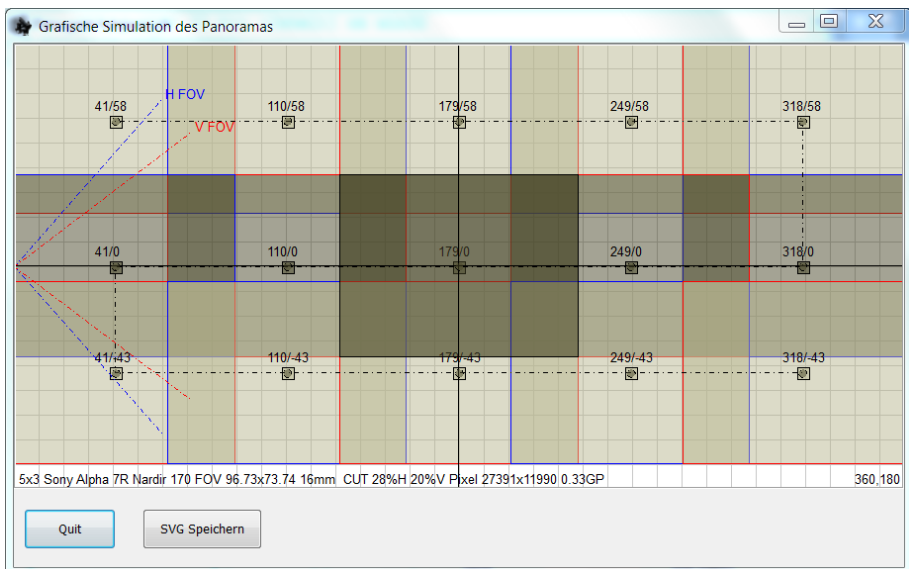 Grafische Simulation des Panoramas
H FOV
41/58 110/58 179/58 249/58 318/58
V FOV
41/0 110/0 179/0 249/0 318/0
41/-43 110/-43 179/-43 249/-43 318/-43
5x3 Sony Alpha 7R Nardir 170 FOV 96.73x73.74 16mm CUT 28%H 20%V Pixel 27391x11990 0.33GP 360,180
Quit SVG Speichern